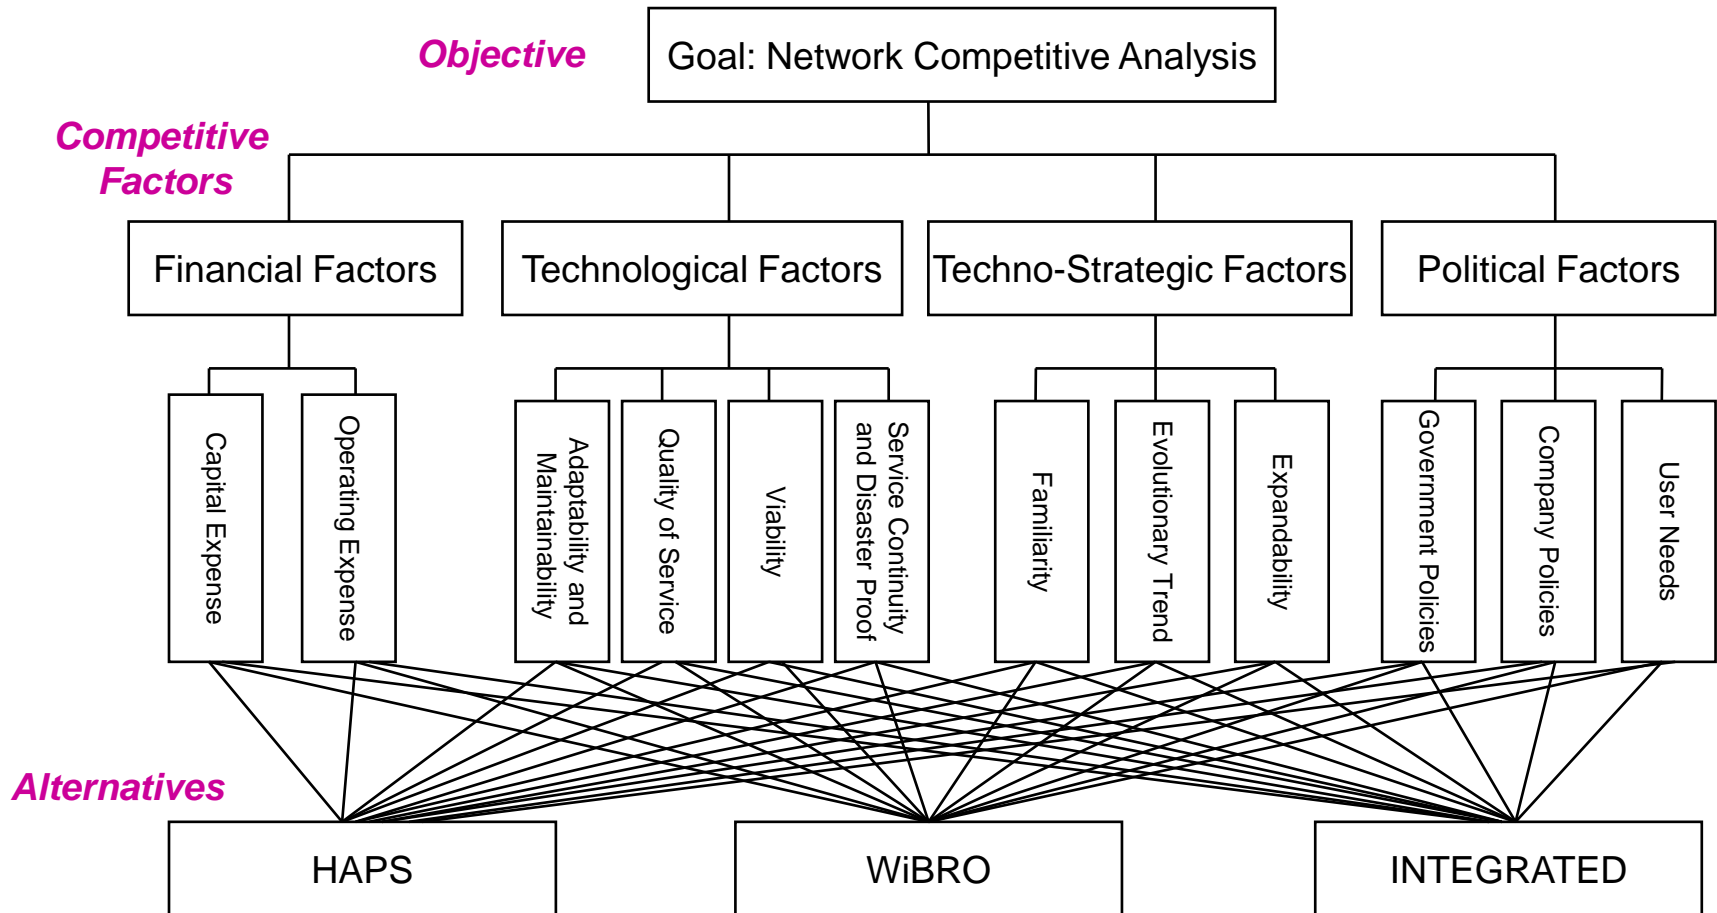 Objective
Goal: Network Competitive Analysis
Competitive
Factors
Financial Factors
Technological Factors
Techno-Strategic Factors
Political Factors
Capital Expense
Operating Expense
Adaptability and
Maintainability
Quality of Service
Viability
Service Continuity
and Disaster Proof
Familiarity
Evolutionary Trend
Expandability
Government Policies
Company Policies
User Needs
Alternatives
HAPS
WiBRO
INTEGRATED